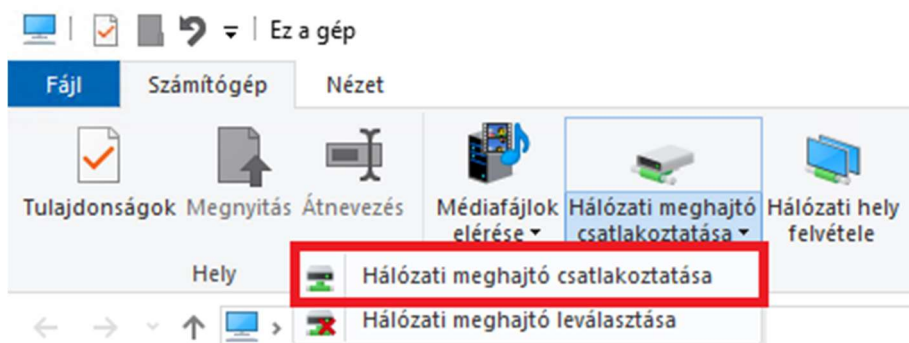 Ez a gép
Fájl Számítógép Nézet
Tulajdonságok Megnyitás Átnevezés Médiafájlok elérése Hálózati meghajtó csatlakoztatása Hálózati hely felvétele
Hely
Hálózati meghajtó csatlakoztatása
Hálózati meghajtó leválasztása